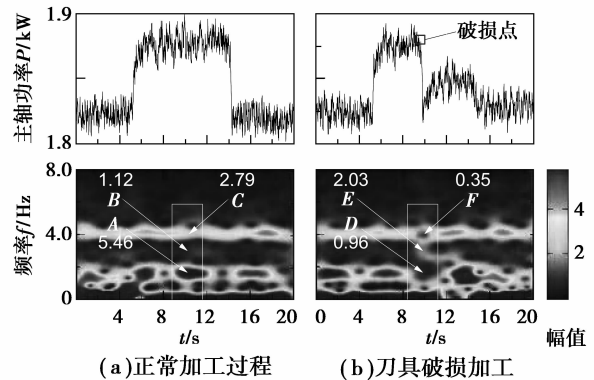 1.9
主轴功率P/kW
1.8
破损点
8.0
频率f/Hz
4.0
0
1.12
2.79
B
C
A
5.46
2.03
0.35
E
F
D
0.96
4
2
4 8 12 16 20
0 4 8 12 16 20
t/s
t/s
幅值
(a)正常加工过程
(b)刀具破损加工